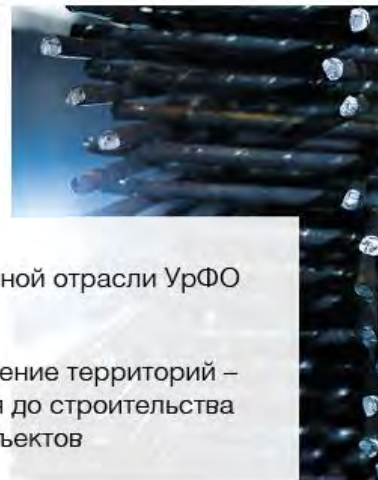 ной отрасли УрФО
ение территорий –
я до строительства
ъектов